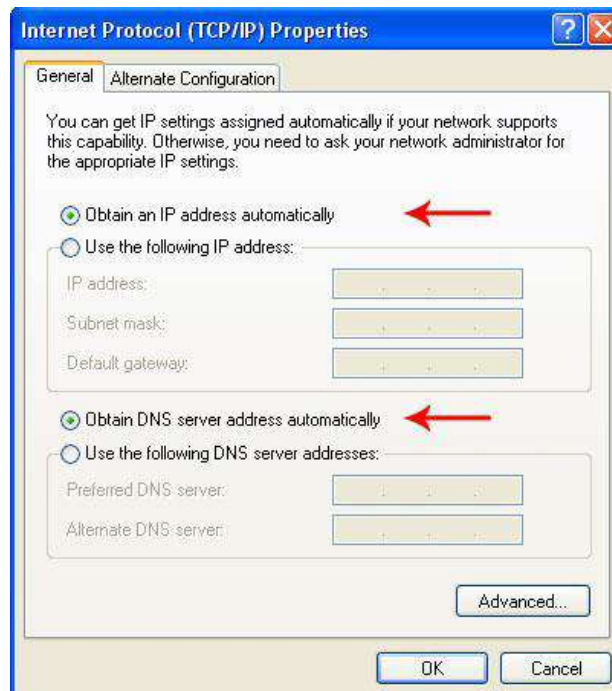 Internet Protocol (TCP/IP) Properties
General
Alternate Configuration
You can get IP settings assigned automatically if your network supports
this capability. Otherwise, you need to ask your network administrator for
the appropriate IP settings.
Obtain an IP address automatically
Use the following IP address:
IP address:
Subnet mask:
Default gateway:
Obtain DNS server address automatically
Use the following DNS server addresses:
Preferred DNS server:
Alternate DNS server:
Advanced...
OK
Cancel